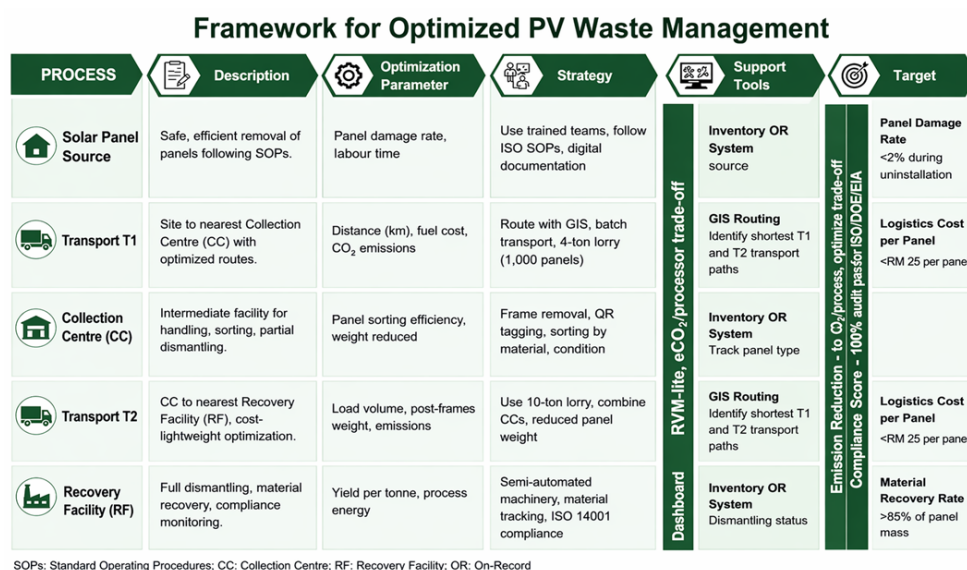 Framework for Optimized PV Waste Management
PROCESS
Description
Optimization
Parameter
Strategy
Support
Tools
Target
Solar Panel
Source
Safe, efficient removal of
panels following SOPs.
Panel damage rate,
labour time
Use trained teams, follow
ISO SOPs, digital
documentation
Inventory OR
System
source
Panel Damage
Rate
<2% during
uninstallation
Transport T1
Site to nearest Collection
Centre (CC) with
optimized routes.
Distance (km), fuel cost,
CO₂ emissions
Route with GIS, batch
transport, 4-ton lorry
(1,000 panels)
GIS Routing
Identify shortest T1
and T2 transport
paths
Logistics Cost
per Panel
<RM 25 per pane
Collection
Centre (CC)
Intermediate facility for
handling, sorting, partial
dismantling.
Panel sorting efficiency,
weight reduced
Frame removal, QR
tagging, sorting by
material, condition
Inventory OR
System
Track panel type
Transport T2
CC to nearest Recovery
Facility (RF), cost-
lightweight optimization.
Load volume, post-frames
weight, emissions
Use 10-ton lorry, combine
CCs, reduced panel
weight
GIS Routing
Identify shortest T1
and T2 transport
paths
Logistics Cost
per Panel
<RM 25 per pane
Recovery
Facility (RF)
Full dismantling, material
recovery, compliance
monitoring.
Yield per tonne, process
energy
Semi-automated
machinery, material
tracking, ISO 14001
compliance
Inventory OR
System
Dismantling status
Material
Recovery Rate
>85% of panel
mass
Dashboard RVM-lite, eCO₂/processor trade-off
Emission Reduction - to /process, optimize trade-off
Compliance Score - 100% audit ISO/DOE/EIA
SOPs: Standard Operating Procedures; CC: Collection Centre; RF: Recovery Facility; OR: On-Record